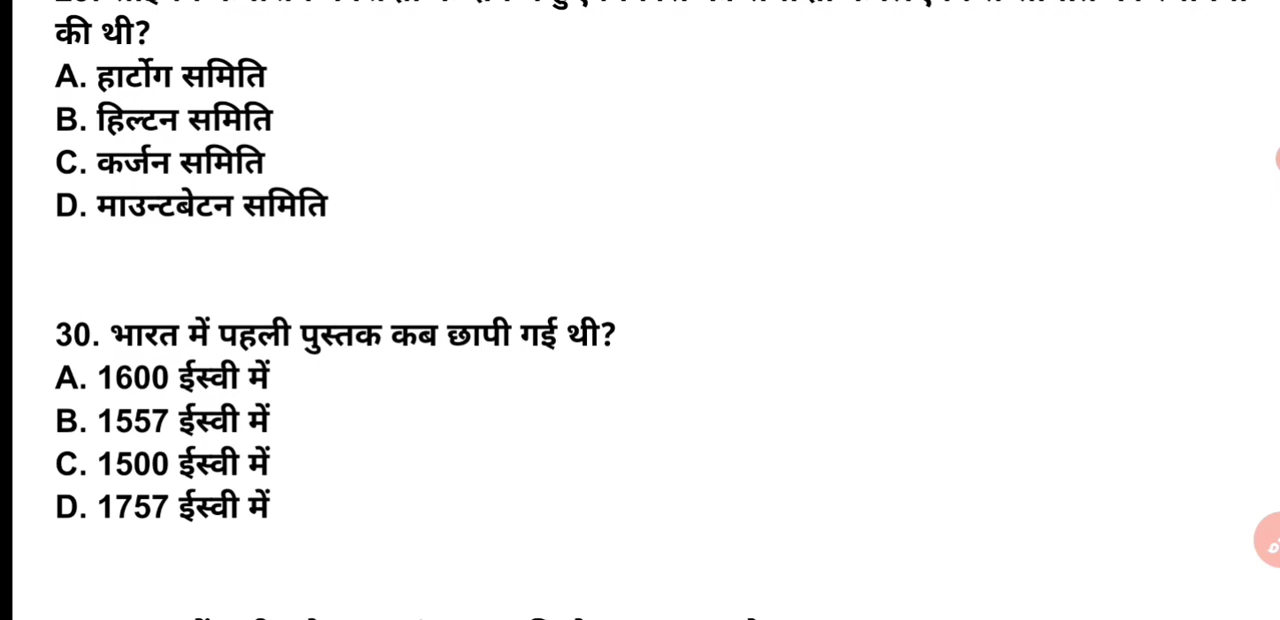 की थी?
A. हार्टोग समिति
B. हिल्टन समिति
C. कर्जन समिति
D. माउन्टबेटन समिति
30. भारत में पहली पुस्तक कब छापी गई थी?
A. 1600 ईस्वी में
B. 1557 ईस्वी में
C. 1500 ईस्वी में
D. 1757 ईस्वी में